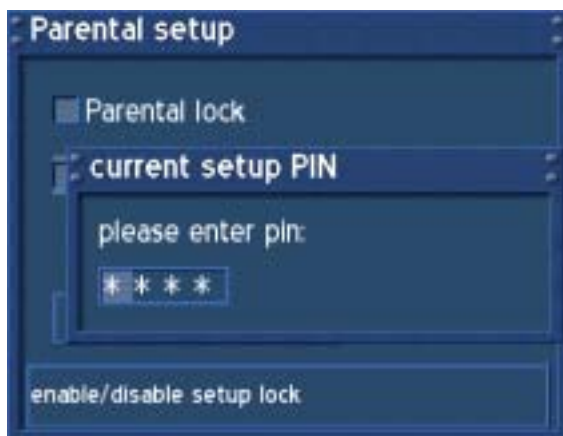 Parental setup
Parental lock
current setup PIN
please enter pin:
* * * *
enable/disable setup lock